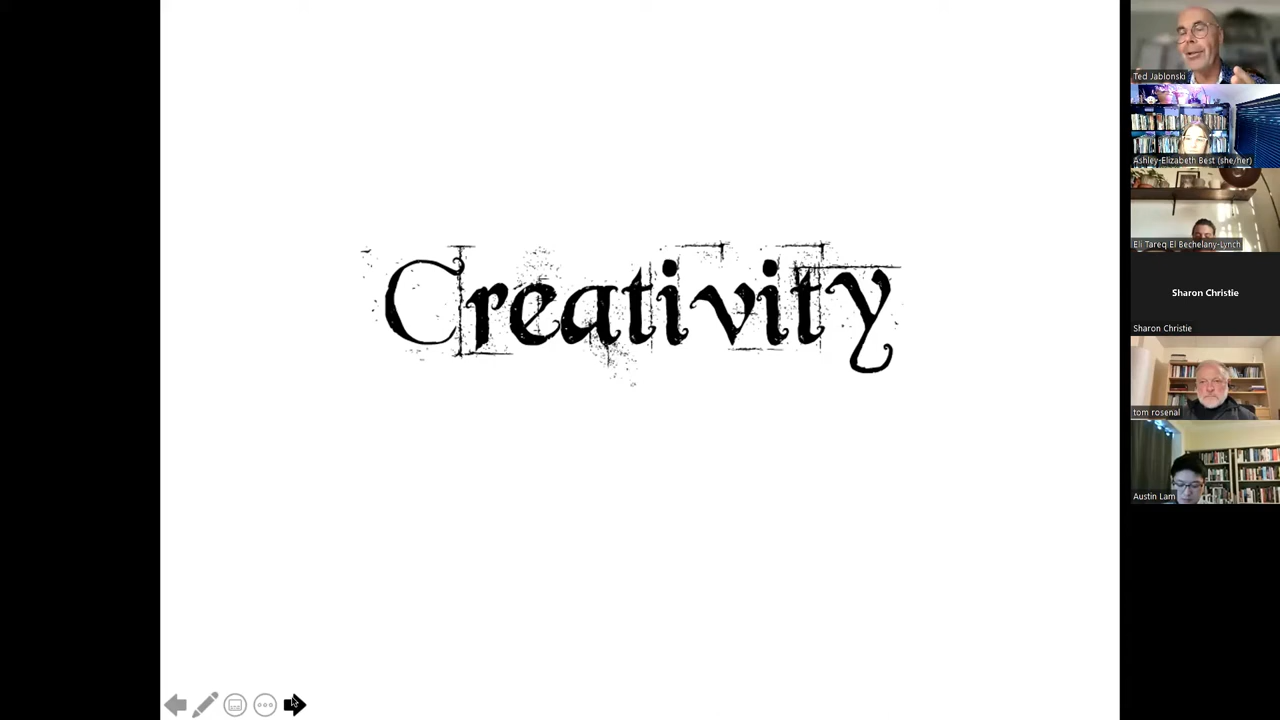 Creativity
Ted Jablonski
Ashley-Elizabeth Best (she/her)
Eli Tareq El Bechelany-Lynch
Sharon Christie
Sharon Christie
tom rosenal
Austin Lam